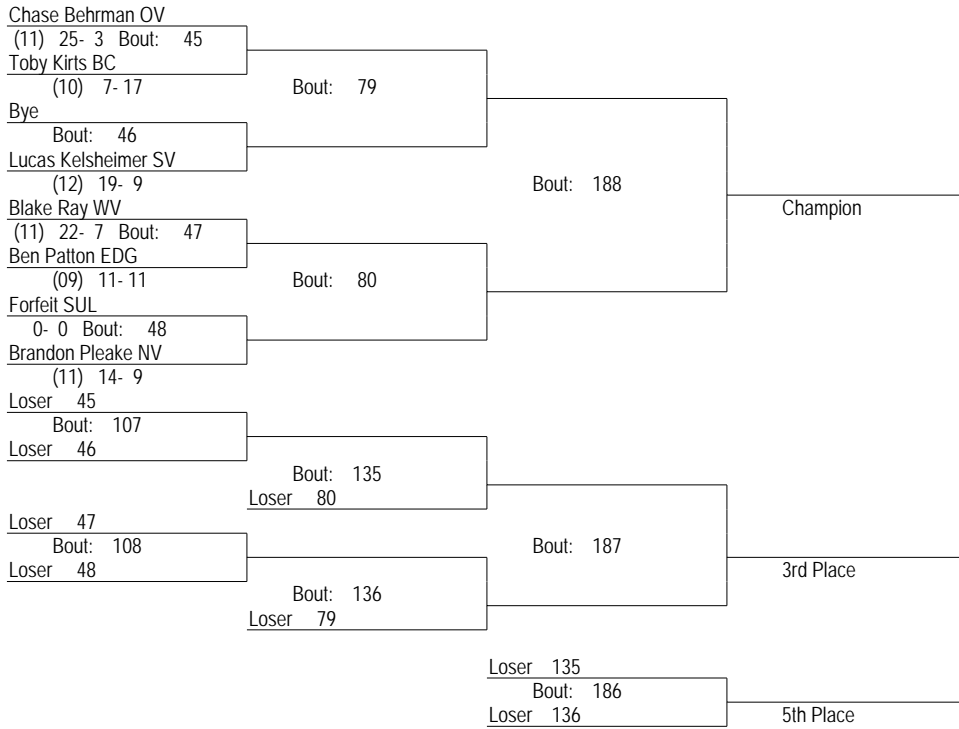 Chase Behrman OV
(11) 25- 3 Bout: 45
Toby Kirts BC
(10) 7- 17
Bout: 79
Bye
Bout: 46
Lucas Kelsheimer SV
(12) 19- 9
Bout: 188
Blake Ray WV
Champion
(11) 22- 7 Bout: 47
Ben Patton EDG
(09) 11- 11
Bout: 80
Forfeit SUL
0- 0 Bout: 48
Brandon Pleake NV
(11) 14- 9
Loser 45
Bout: 107
Loser 46
Bout: 135
Loser 80
Loser 47
Bout: 108
Bout: 187
Loser 48
3rd Place
Bout: 136
Loser 79
Loser 135
Bout: 186
Loser 136
5th Place